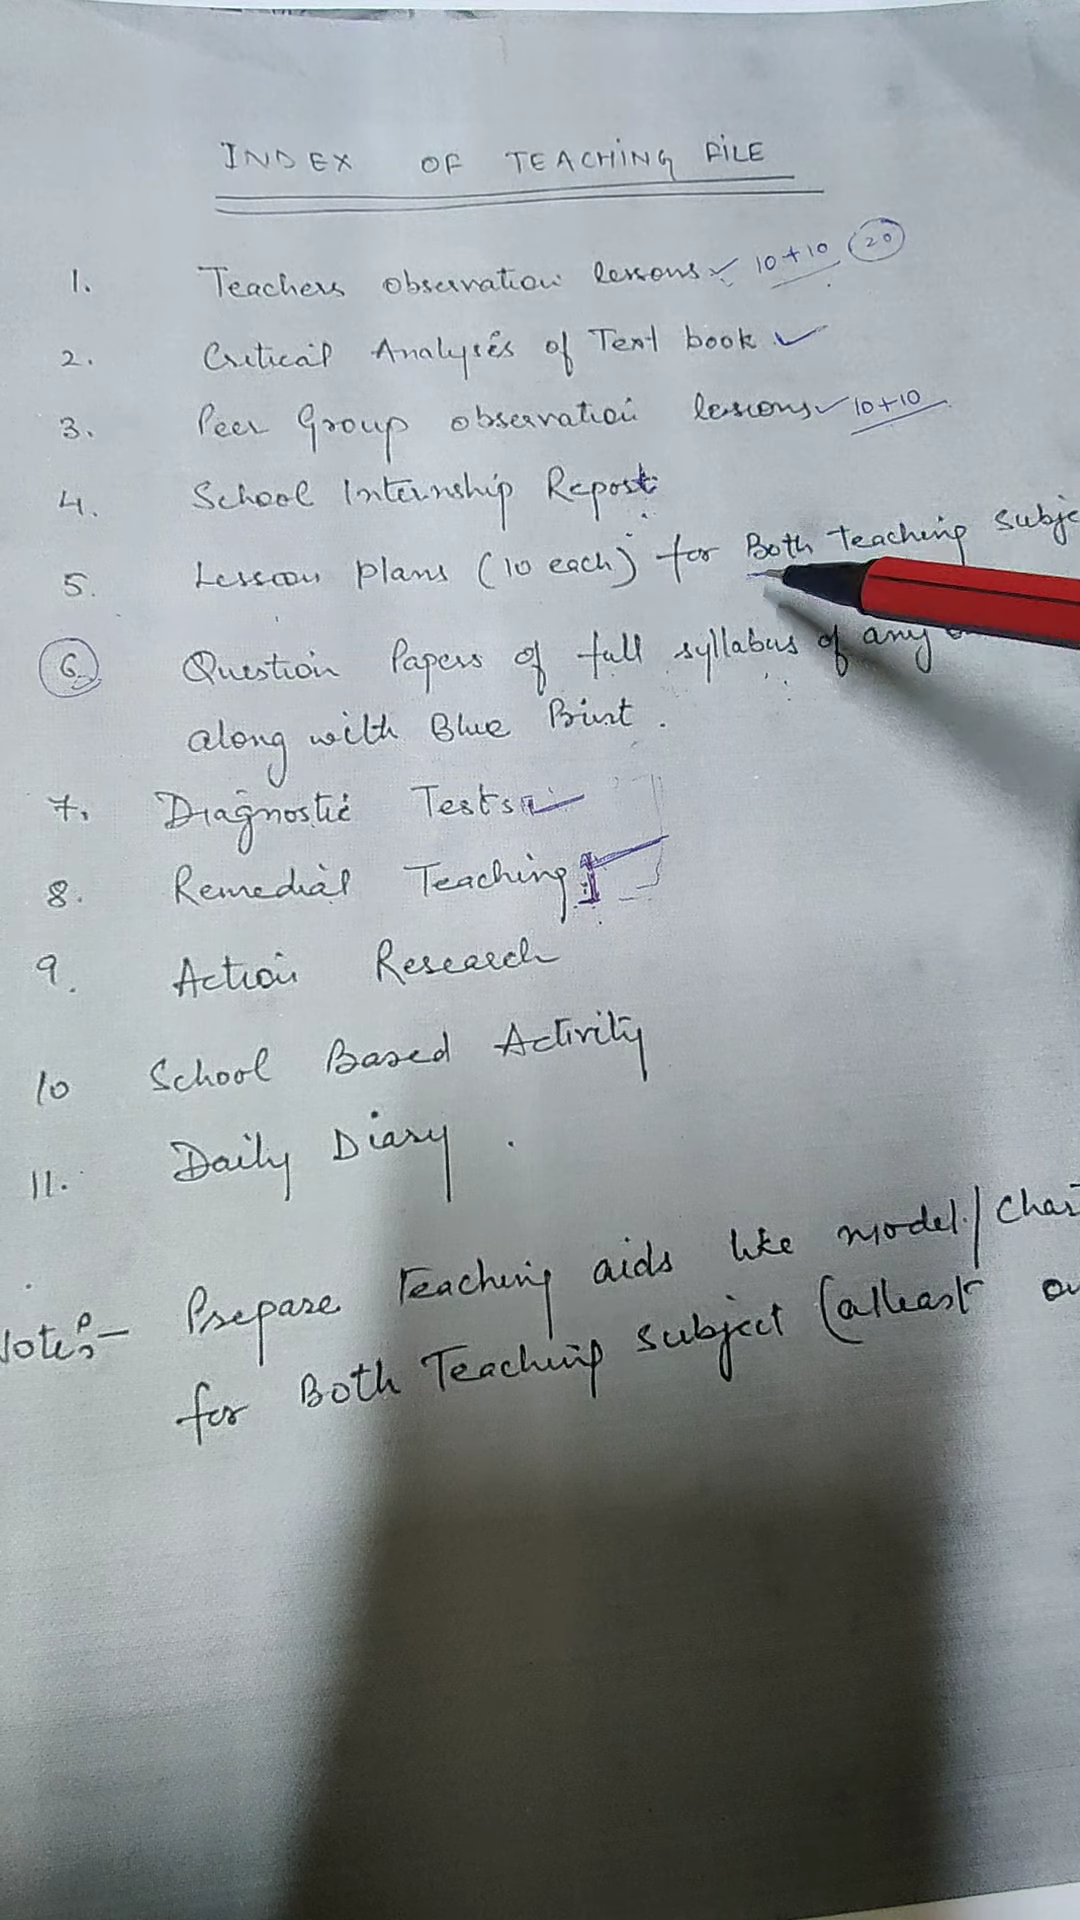 INDEX OF TEACHING FILE
1. Teachers observation lessons 10+10 20
2. Critical Analysis of Text book
3. Peer Group observation lessons 10+10
4. School Internship Report
5. Lesson plans (10 each) for Both teaching subje
6 Question Papers of full syllabus of any
along with Blue Print.
7. Diagnostic Tests
8. Remedial Teaching
9. Action Research
10 School Based Activity
11. Daily Diary.
Note:- Prepare teaching aids like model/Char
for Both Teaching subject (atleast